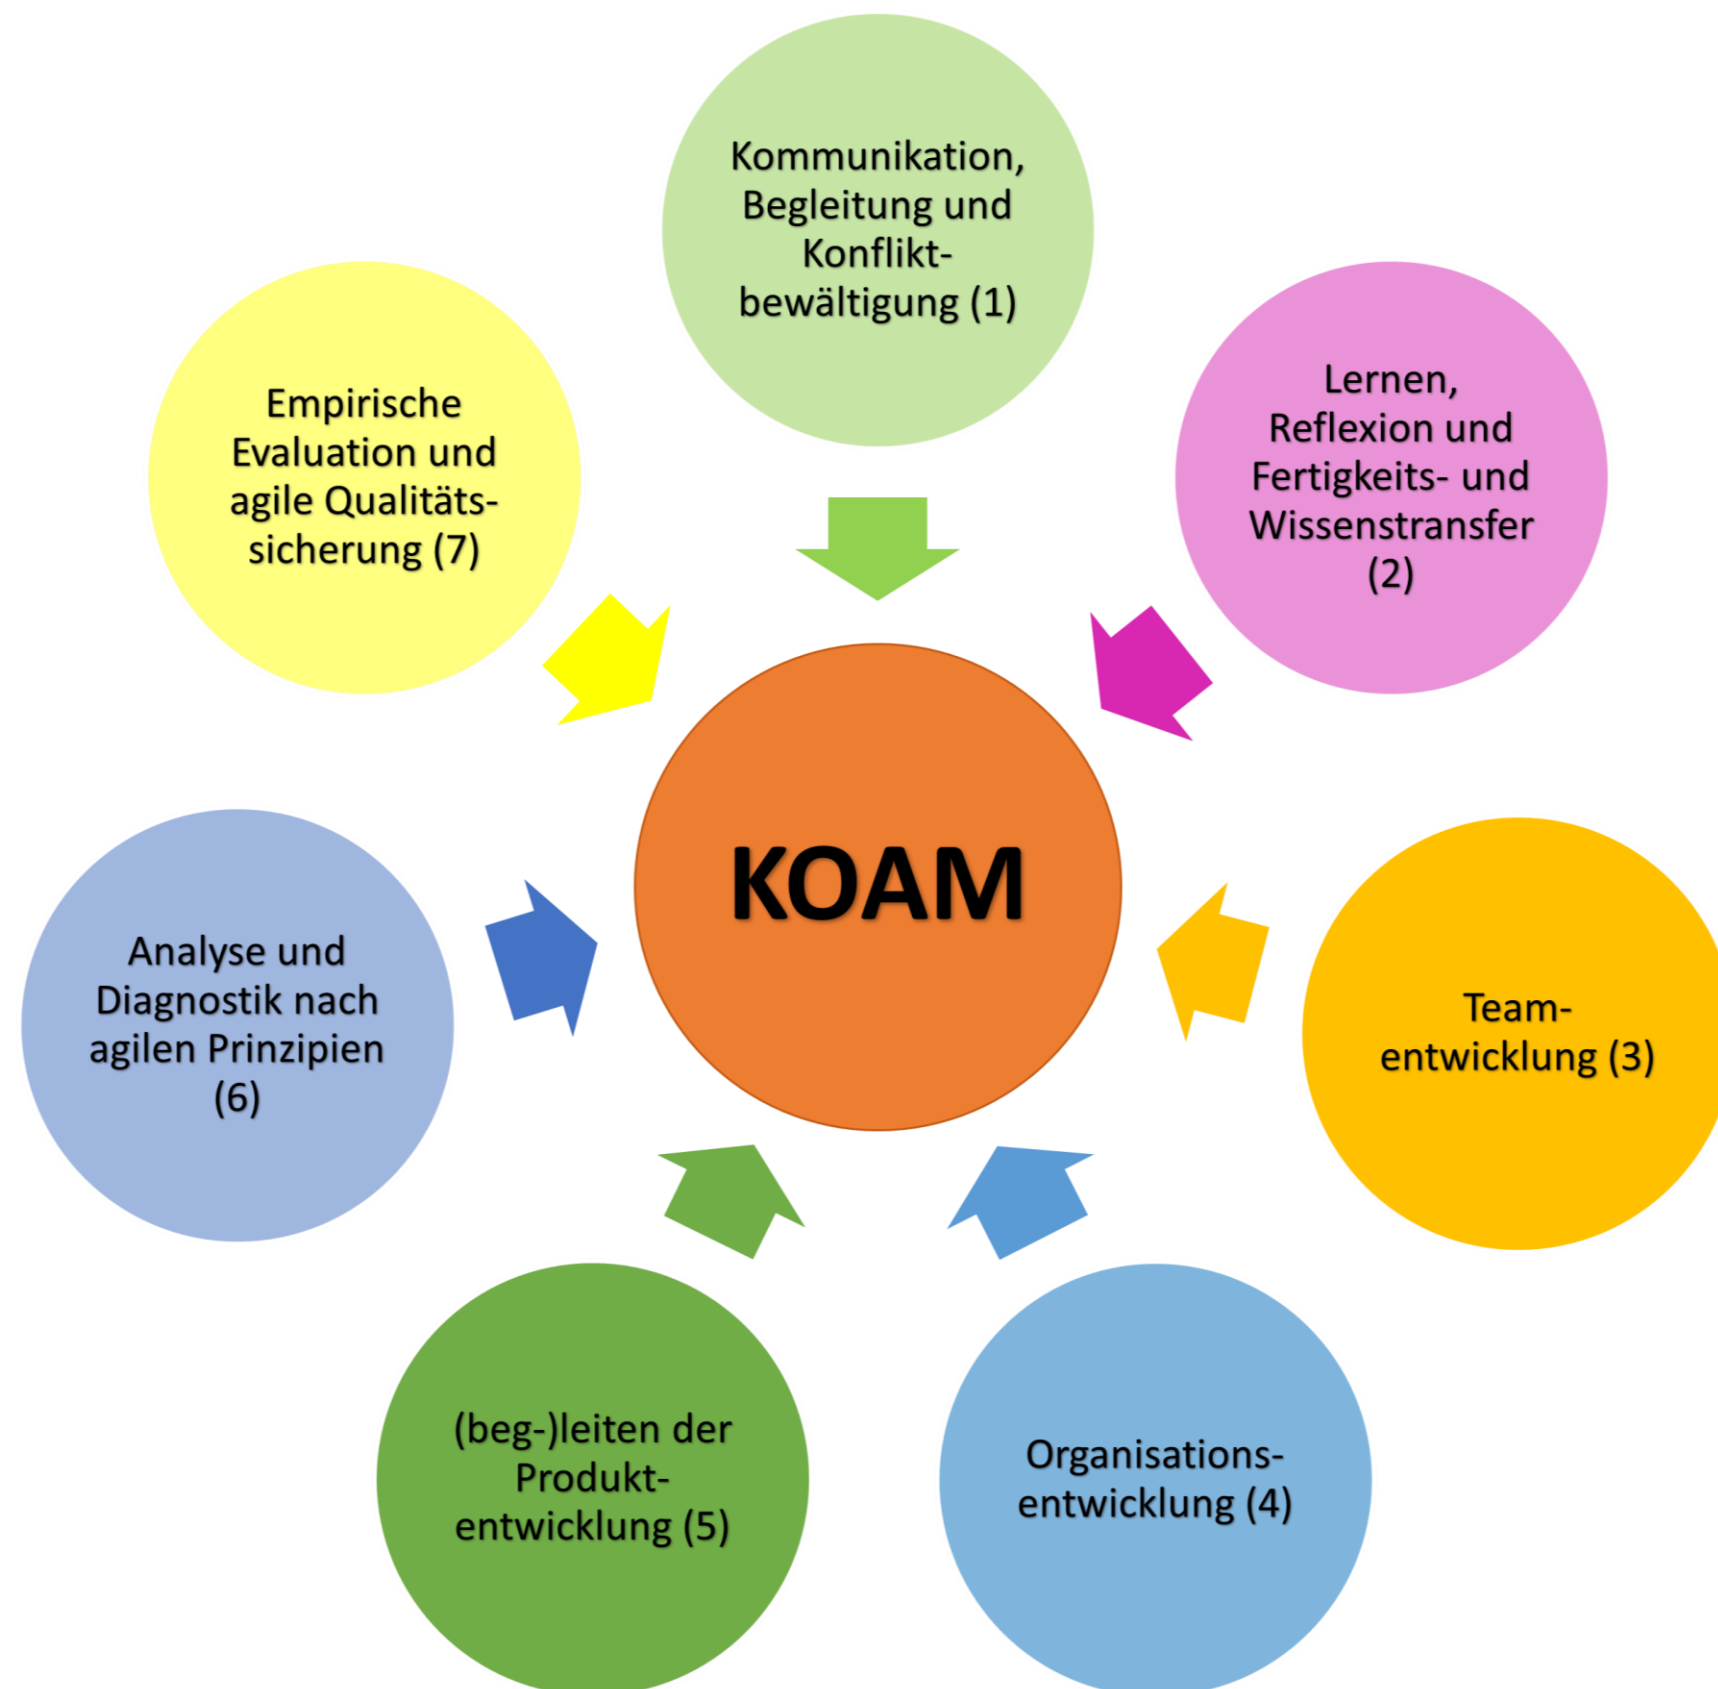 Kommunikation,
Begleitung und
Konflikt-
bewältigung (1)
Lernen,
Reflexion und
Fertigkeits- und
Wissenstransfer
(2)
Team-
entwicklung (3)
Organisations-
entwicklung (4)
(beg-)leiten der
Produkt-
entwicklung (5)
Analyse und
Diagnostik nach
agilen Prinzipien
(6)
Empirische
Evaluation und
agile Qualitäts-
sicherung (7)
KOAM